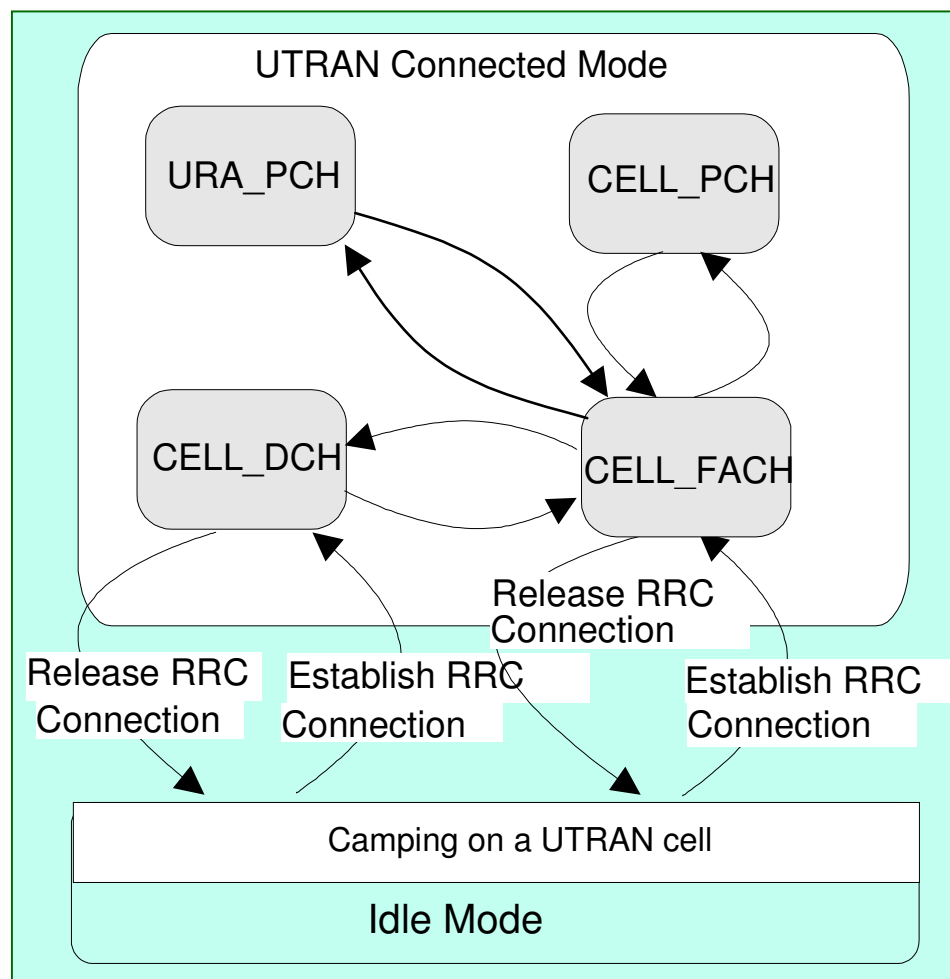 UTRAN Connected Mode
URA_PCH
CELL_PCH
CELL_DCH
CELL_FACH
Release RRC
Connection
Establish RRC
Connection
Release RRC
Connection
Establish RRC
Connection
Camping on a UTRAN cell
Idle Mode